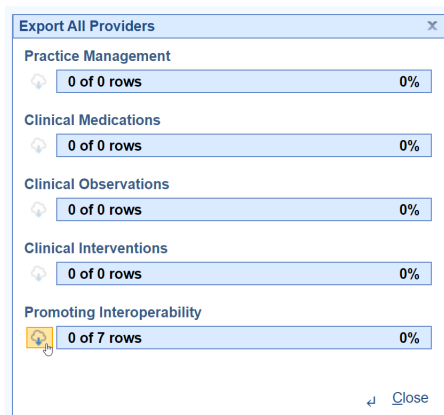 Export All Providers x
Practice Management
0 of 0 rows 0%
Clinical Medications
0 of 0 rows 0%
Clinical Observations
0 of 0 rows 0%
Clinical Interventions
0 of 0 rows 0%
Promoting Interoperability
0 of 7 rows 0%
Close